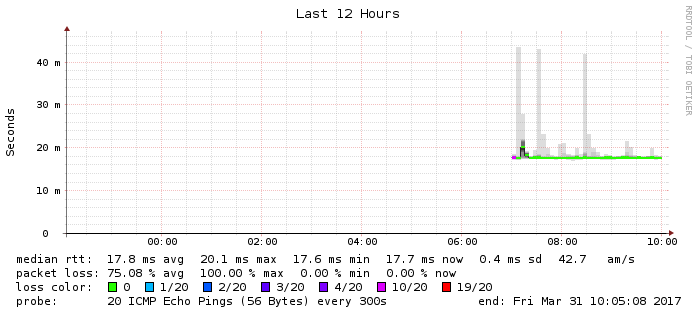 Last 12 Hours
RRDTOOL / TOBI OETIKER
Seconds
40 m
30 m
20 m
10 m
0
00:00 02:00 04:00 06:00 08:00 10:00
median rtt: 17.8 ms avg 20.1 ms max 17.6 ms min 17.7 ms now 0.4 ms sd 42.7 am/s
packet loss: 75.08 % avg 100.00 % max 0.00 % min 0.00 % now
loss color: 0 1/20 2/20 3/20 4/20 10/20 19/20
probe: 20 ICMP Echo Pings (56 Bytes) every 300s end: Fri Mar 31 10:05:08 2017